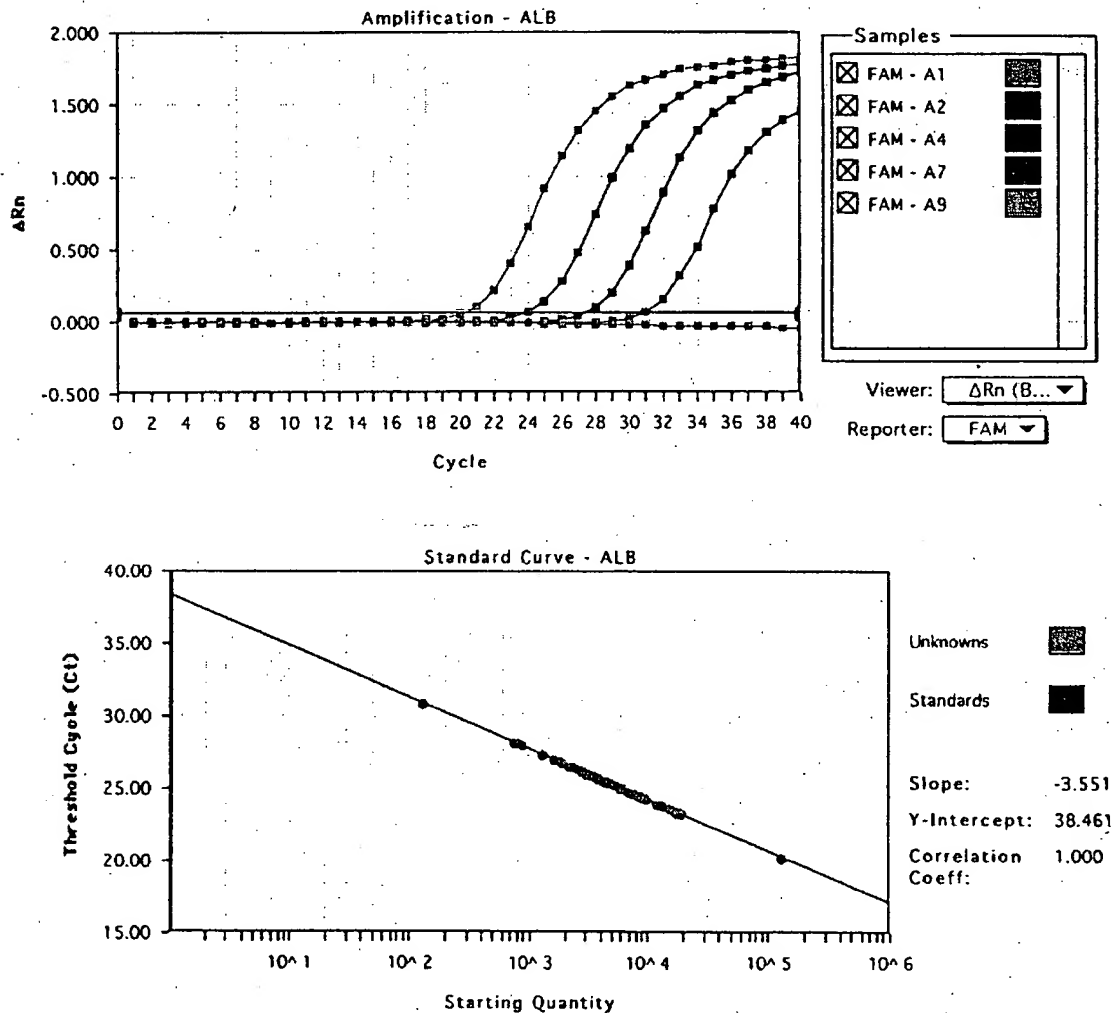 Amplification - ALB
2.000
1.500
1.000
0.500
0.000
-0.500
ΔRn
0 2 4 6 8 10 12 14 16 18 20 22 24 26 28 30 32 34 36 38 40
Cycle
Samples
FAM - A1
FAM - A2
FAM - A4
FAM - A7
FAM - A9
Viewer: ΔRn (B...
Reporter: FAM
Standard Curve - ALB
40.00
35.00
30.00
25.00
20.00
15.00
Threshold Cycle (Ct)
10^1 10^2 10^3 10^4 10^5 10^6
Starting Quantity
Unknowns
Standards
Slope: -3.551
Y-Intercept: 38.461
Correlation 1.000
Coeff: